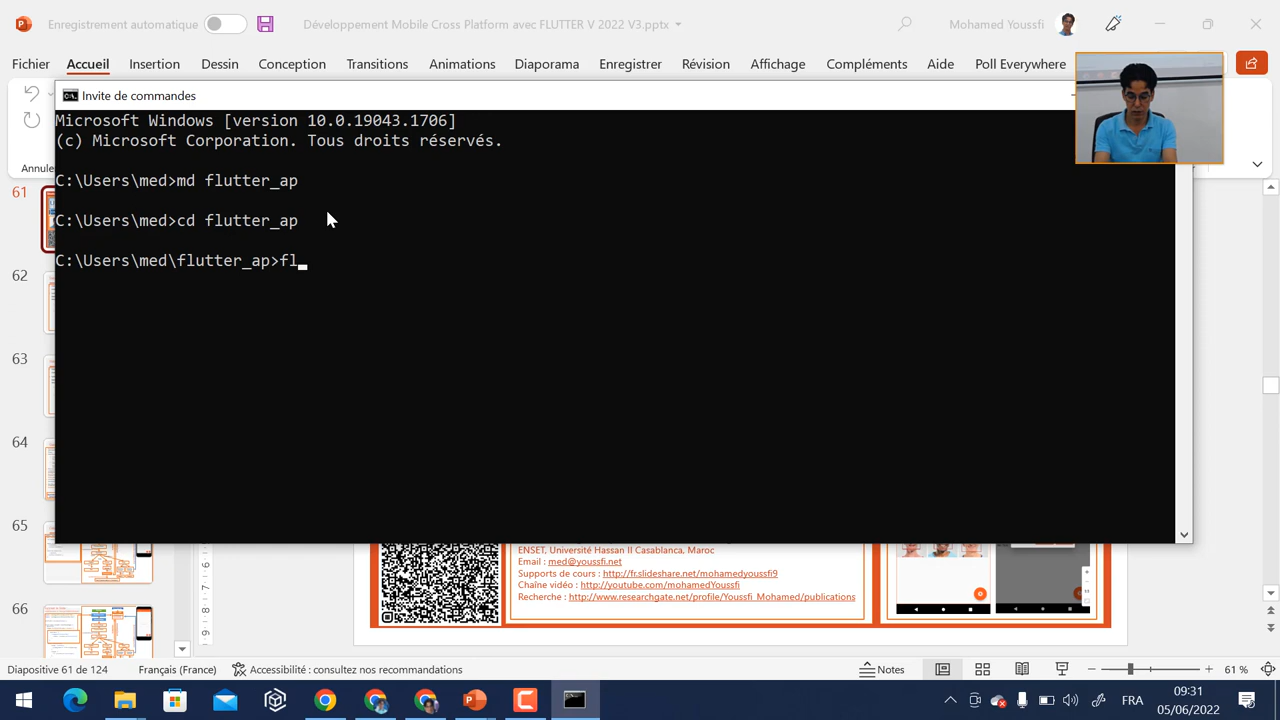 Enregistrement automatique
Développement Mobile Cross Platform avec FLUTTER V 2022 V3.pptx
Mohamed Youssfi
Fichier Accueil Insertion Dessin Conception Transitions Animations Diaporama Enregistrer Révision Affichage Compléments Aide Poll Everywhere
Invite de commandes
Microsoft Windows [version 10.0.19043.1706]
(c) Microsoft Corporation. Tous droits réservés.
C:\Users\med>md flutter_ap
C:\Users\med>cd flutter_ap
C:\Users\med\flutter_ap>fl_
Annule
61
62
63
64
65
66
ENSET, Université Hassan II Casablanca, Maroc
Email : med@youssfi.net
Supports de cours : http://fr.slideshare.net/mohamedyoussfi9
Chaîne vidéo : http://youtube.com/mohamedYoussfi
Recherche : http://www.researchgate.net/profile/Youssfi_Mohamed/publications
Diapositive 61 de 124 Français (France) Accessibilité : consultez nos recommandations Notes 61 %
FRA
09:31
05/06/2022